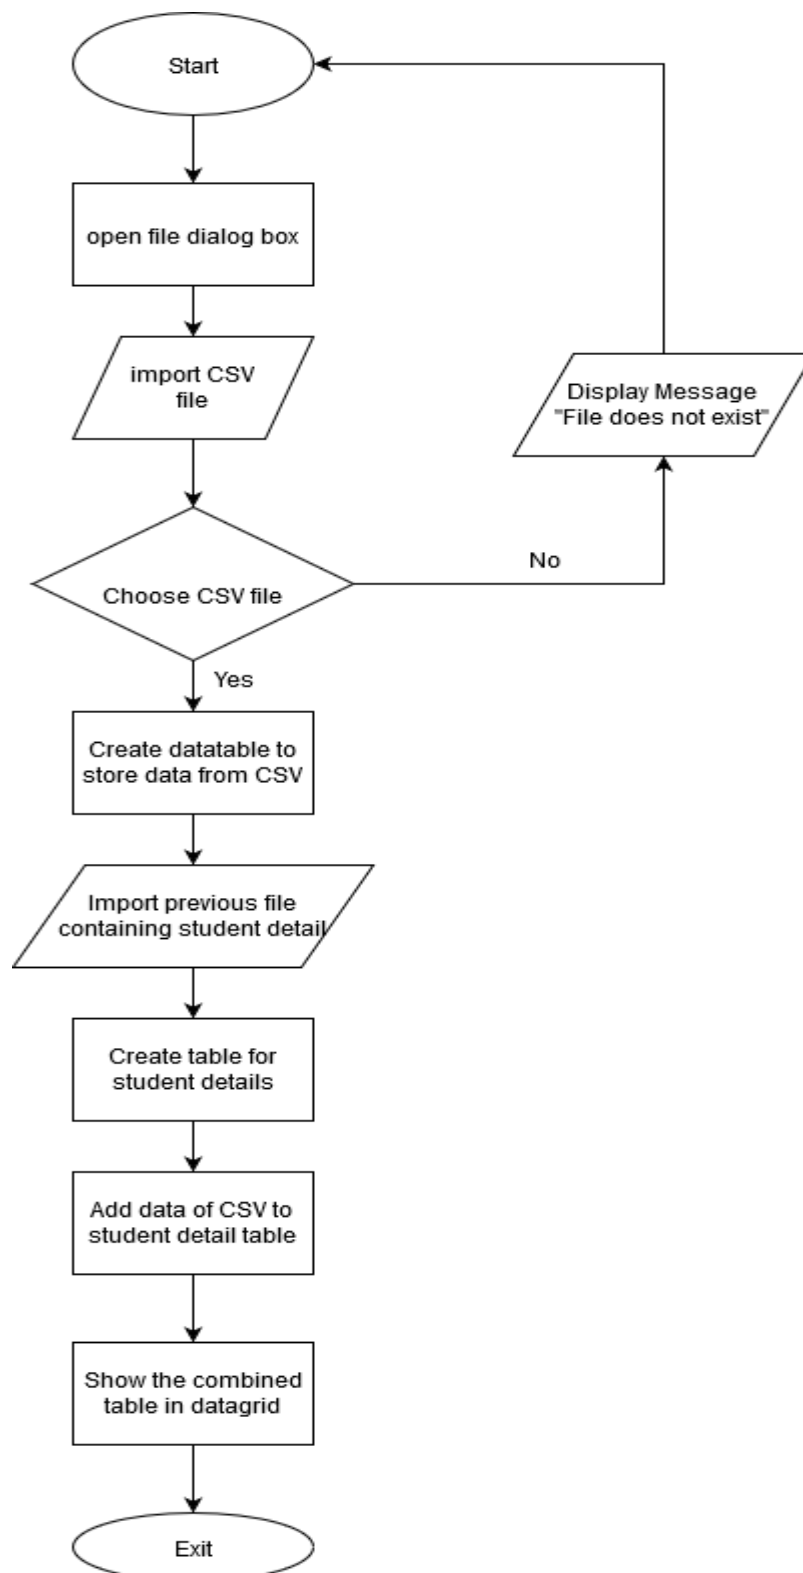 Start
open file dialog box
import CSV
file
Display Message
"File does not exist"
No
Choose CSV file
Yes
Create datatable to
store data from CSV
Import previous file
containing student detail
Create table for
student details
Add data of CSV to
student detail table
Show the combined
table in datagrid
Exit